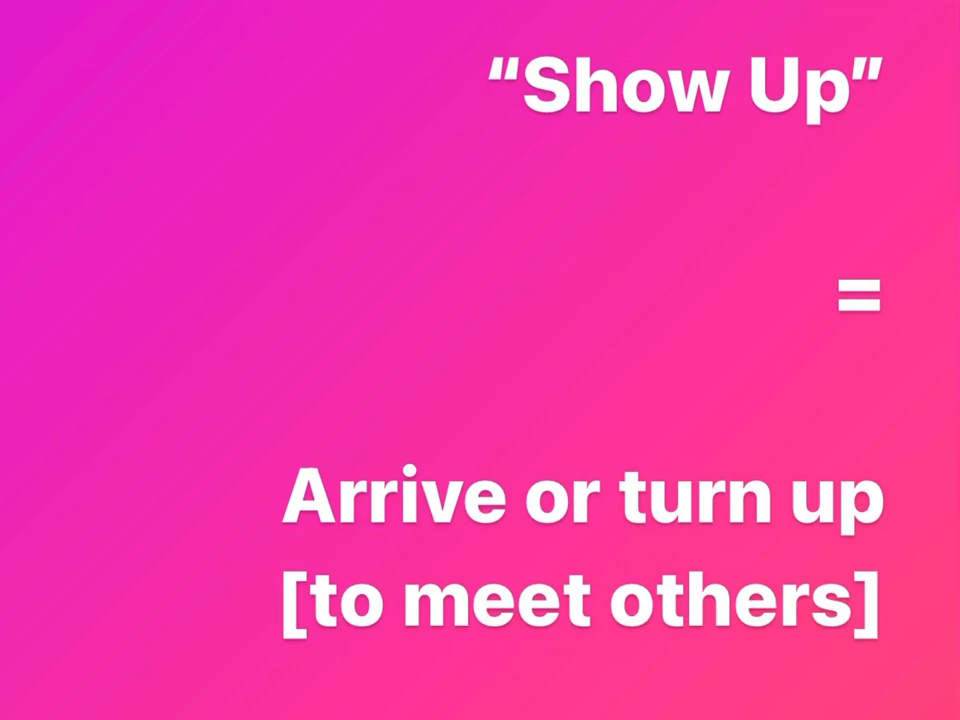 “Show Up”
=
Arrive or turn up
[to meet others]